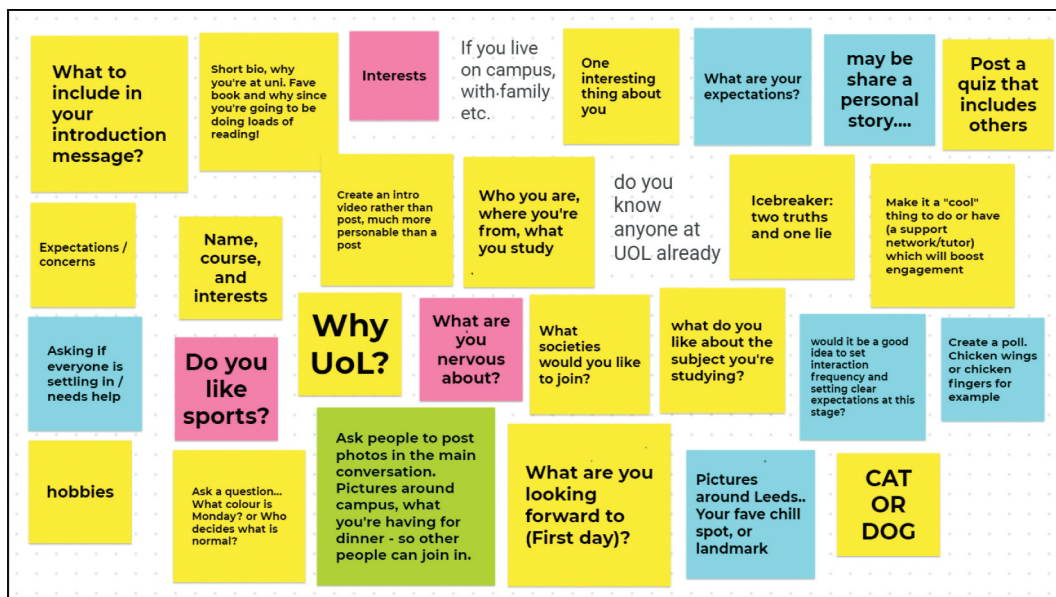 What to
include in
your
introduction
message?
Short bio, why
you're at uni. Fave
book and why since
you're going to be
doing loads of
reading!
Interests
If you live
on campus,
with family
etc.
One
interesting
thing about
you
What are your
expectations?
may be
share a
personal
story....
Post a
quiz that
includes
others
Expectations /
concerns
Name,
course,
and
interests
Create an intro
video rather than
post, much more
personable than a
post
Who you are,
where you're
from, what
you study
do you
know
anyone at
UOL already
Icebreaker:
two truths
and one lie
Make it a "cool"
thing to do or have
(a support
network/tutor)
which will boost
engagement
Asking if
everyone is
settling in /
needs help
Do you
like
sports?
Why
UoL?
What are
you
nervous
about?
What
societies
would you like
to join?
what do you
like about the
subject you're
studying?
would it be a good
idea to set
interaction
frequency and
setting clear
expectations at this
stage?
Create a poll.
Chicken wings
or chicken
fingers for
example
hobbies
Ask a question...
What colour is
Monday? or Who
decides what is
normal?
Ask people to post
photos in the main
conversation.
Pictures around
campus, what
you're having for
dinner - so other
people can join in.
What are you
looking
forward to
(First day)?
Pictures
around Leeds..
Your fave chill
spot, or
landmark
CAT
OR
DOG